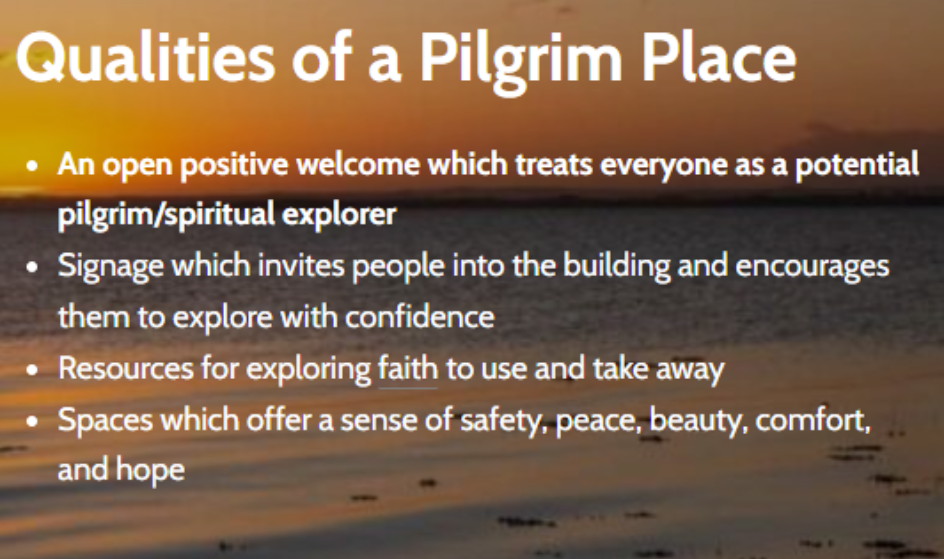 Qualities of a Pilgrim Place
• An open positive welcome which treats everyone as a potential
pilgrim/spiritual explorer
• Signage which invites people into the building and encourages
them to explore with confidence
• Resources for exploring faith to use and take away
• Spaces which offer a sense of safety, peace, beauty, comfort,
and hope